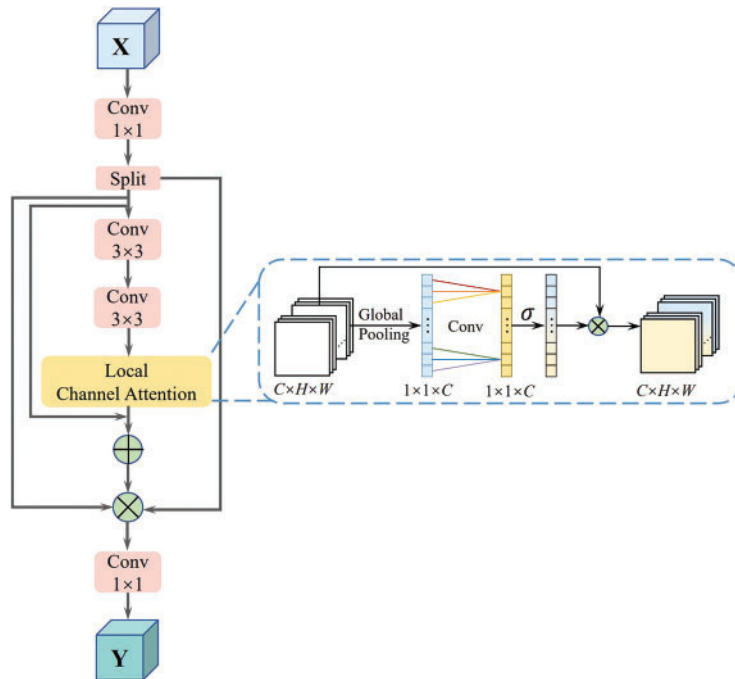 X
Conv
1×1
Split
Conv
3×3
Conv
3×3
Local
Channel Attention
Conv
1×1
Y
Global
Pooling
Conv
σ
C×H×W
1×1×C
1×1×C
C×H×W